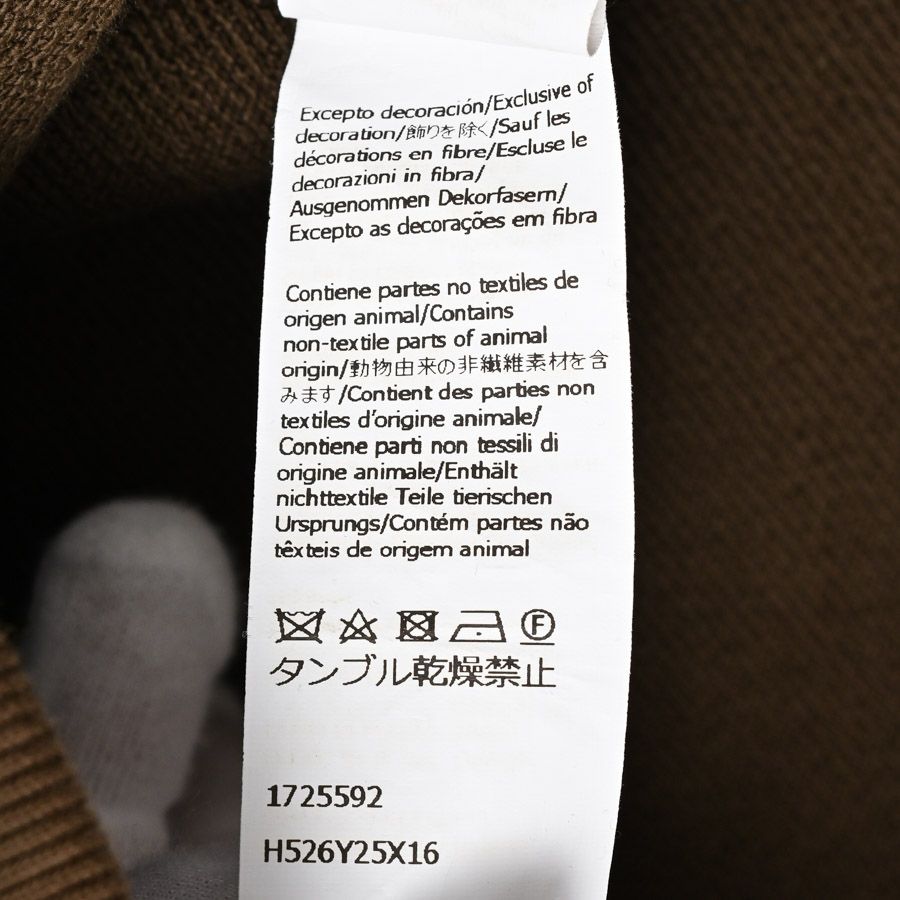 Excepto decoración/Exclusive of
decoration/飾りを除く/Sauf les
décorations en fibre/Escluse le
decorazioni in fibra/
Ausgenommen Dekorfasern/
Excepto as decorações em fibra
Contiene partes no textiles de
origen animal/Contains
non-textile parts of animal
origin/動物由来の非繊維素材を含
みます/Contient des parties non
textiles d'origine animale/
Contiene parti non tessili di
origine animale/Enthält
nichttextile Teile tierischen
Ursprungs/Contém partes não
têxteis de origem animal
F
タンブル乾燥禁止
1725592
H526Y25X16